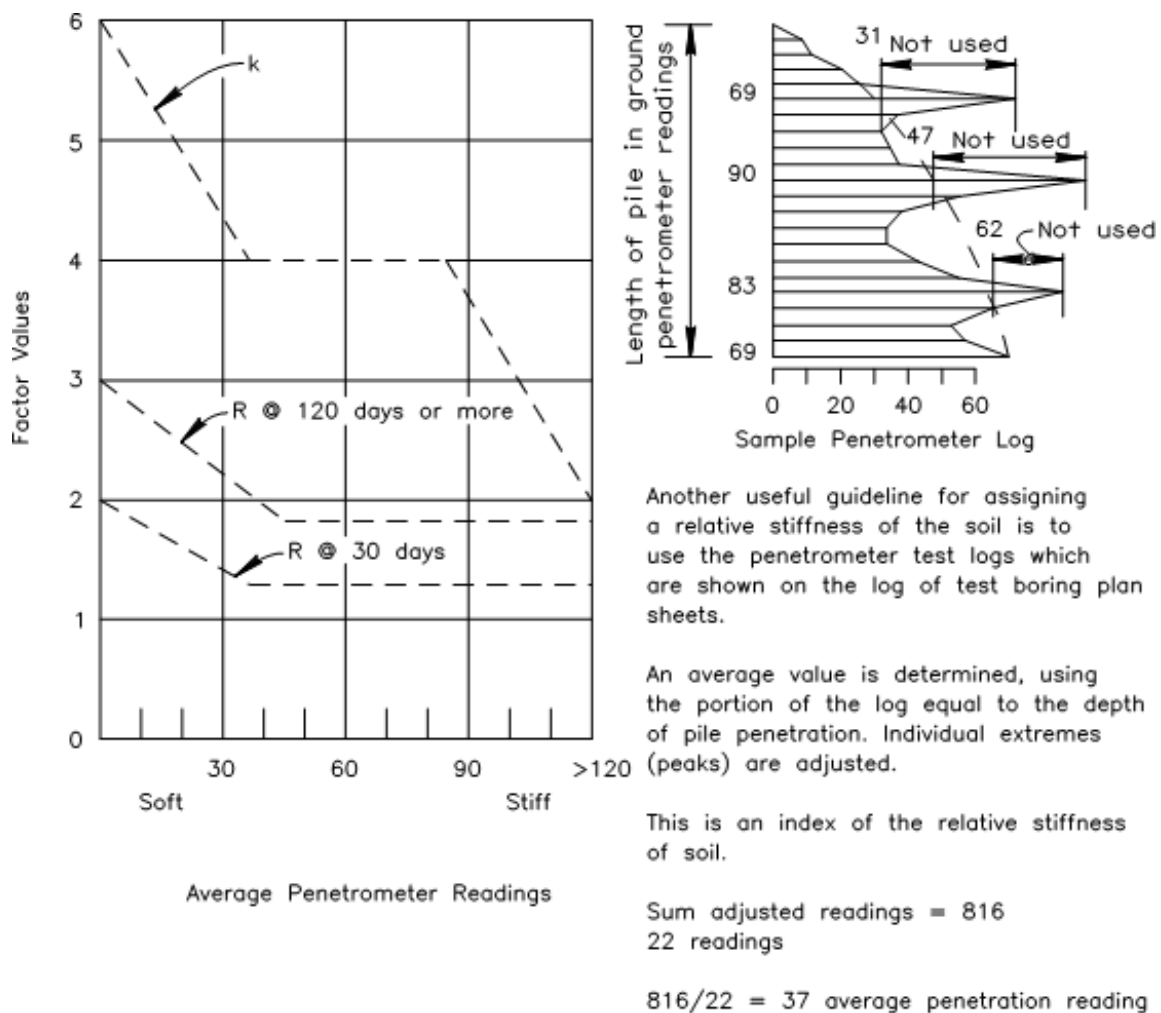 6
5
4
3
2
1
0
Factor Values
k
R @ 120 days or more
R @ 30 days
30
60
90
>120
Soft
Stiff
Average Penetrometer Readings
Length of pile in ground
penetrometer readings
31
Not used
69
47
Not used
90
62
Not used
83
69
0
20
40
60
Sample Penetrometer Log
Another useful guideline for assigning
a relative stiffness of the soil is to
use the penetrometer test logs which
are shown on the log of test boring plan
sheets.
An average value is determined, using
the portion of the log equal to the depth
of pile penetration. Individual extremes
(peaks) are adjusted.
This is an index of the relative stiffness
of soil.
Sum adjusted readings = 816
22 readings
816/22 = 37 average penetration reading